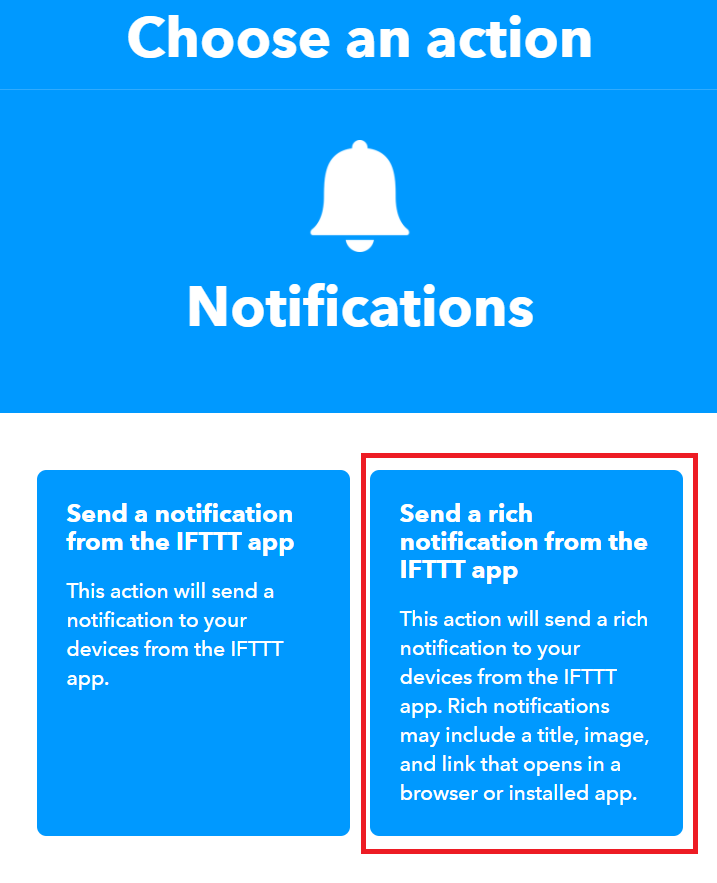 Choose an action
Notifications
Send a notification
from the IFTTT app
This action will send a
notification to your
devices from the IFTTT
app.
Send a rich
notification from the
IFTTT app
This action will send a rich
notification to your
devices from the IFTTT
app. Rich notifications
may include a title, image,
and link that opens in a
browser or installed app.